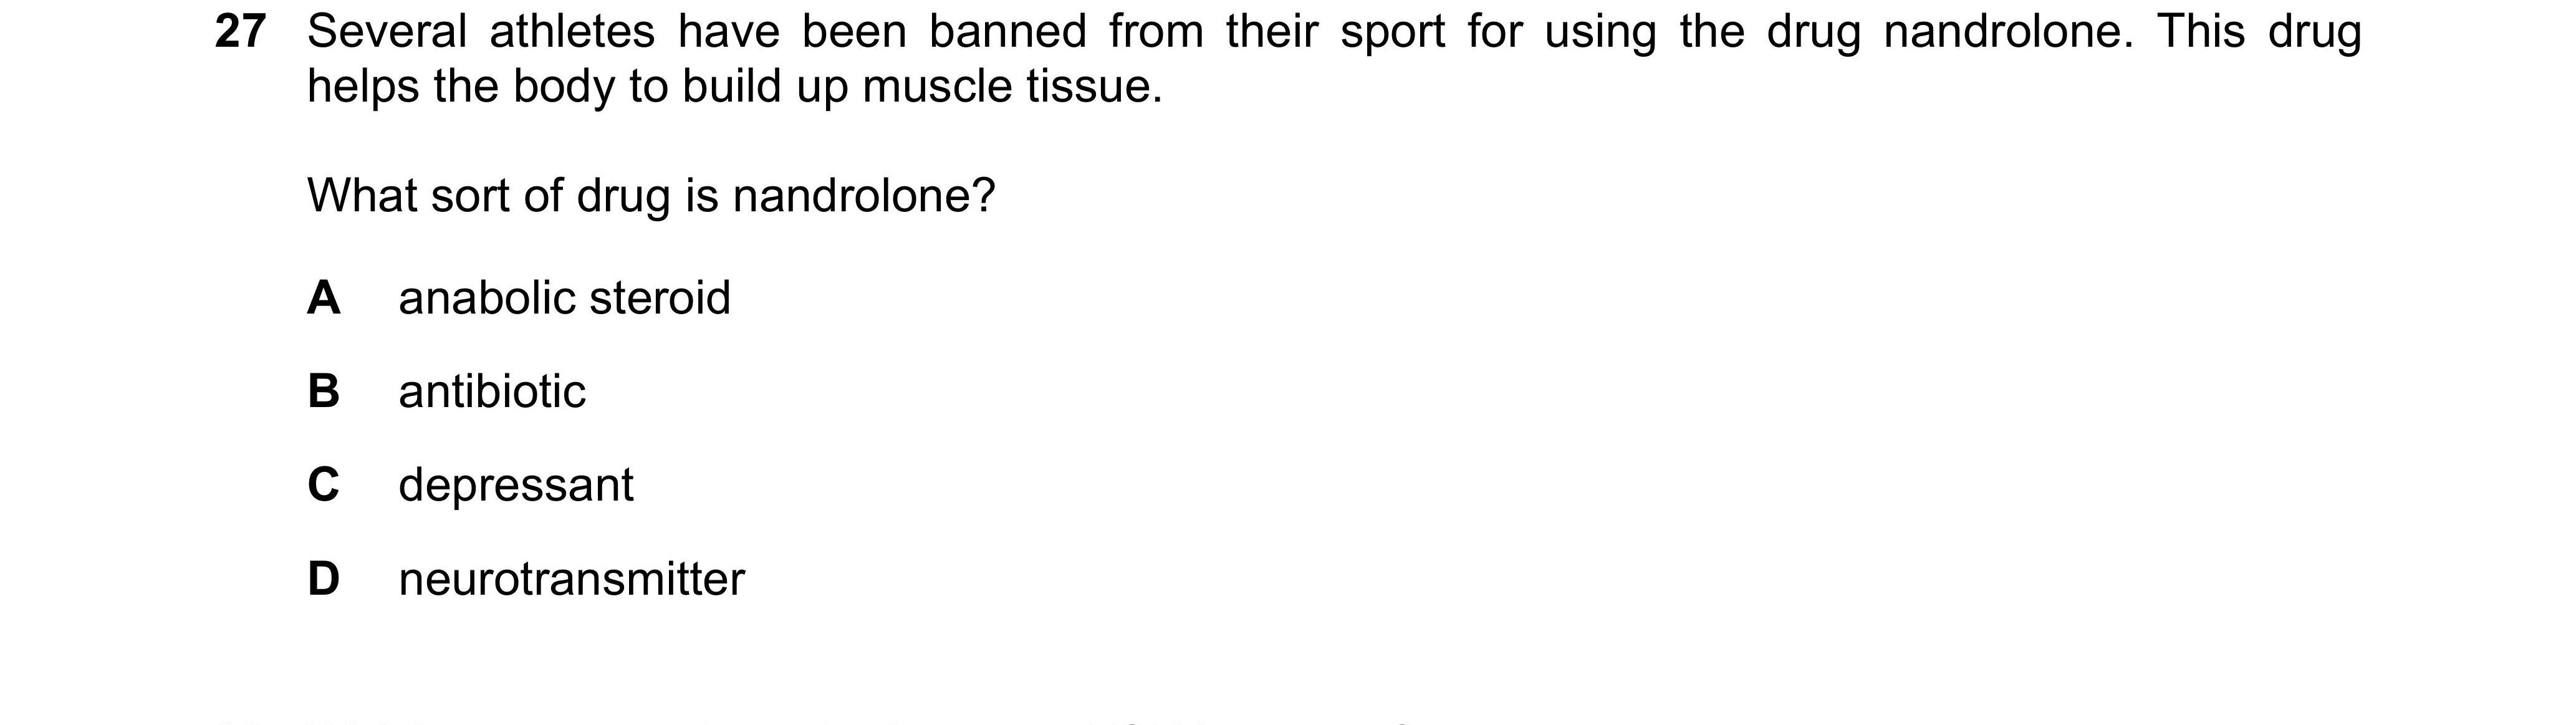 27 Several athletes have been banned from their sport for using the drug nandrolone. This drug
helps the body to build up muscle tissue.
What sort of drug is nandrolone?
A anabolic steroid
B antibiotic
C depressant
D neurotransmitter